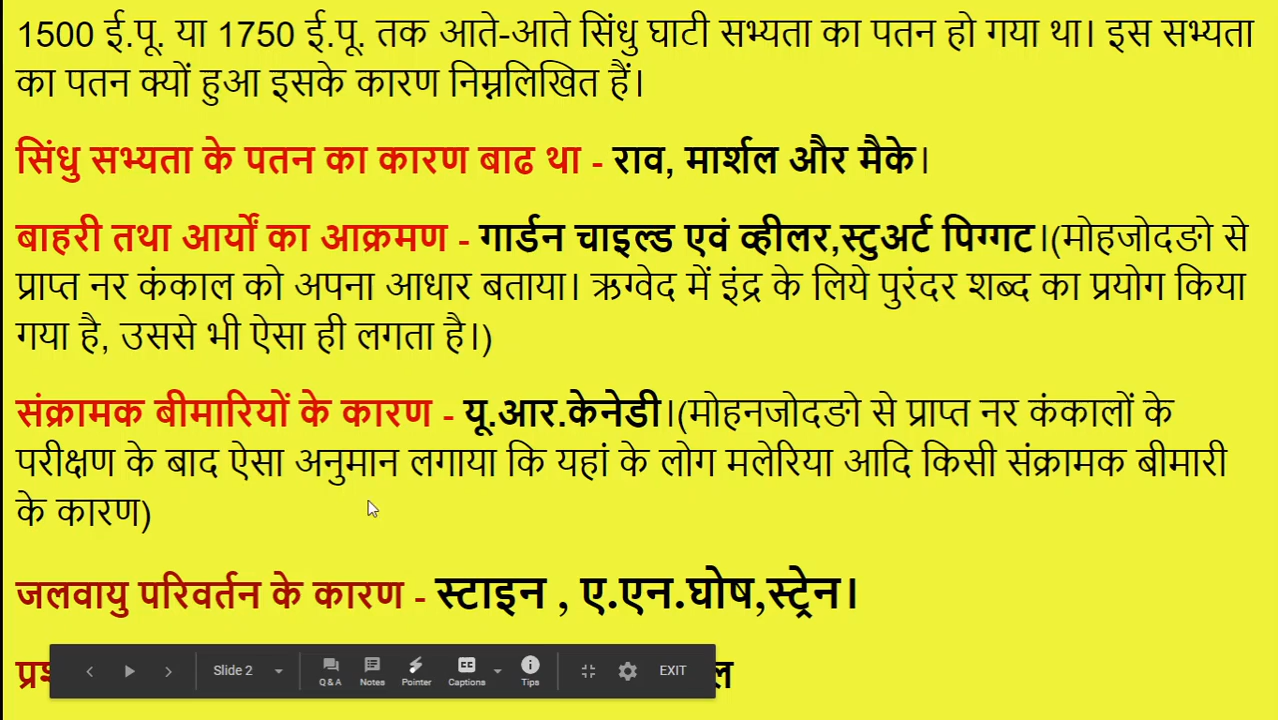 1500 ई.पू. या 1750 ई.पू. तक आते-आते सिंधु घाटी सभ्यता का पतन हो गया था। इस सभ्यता
का पतन क्यों हुआ इसके कारण निम्नलिखित हैं।
सिंधु सभ्यता के पतन का कारण बाढ था - राव, मार्शल और मैके।
बाहरी तथा आर्यों का आक्रमण - गार्डन चाइल्ड एवं व्हीलर,स्टुअर्ट पिग्गट।(मोहजोदङो से
प्राप्त नर कंकाल को अपना आधार बताया। ऋग्वेद में इंद्र के लिये पुरंदर शब्द का प्रयोग किया
गया है, उससे भी ऐसा ही लगता है।)
संक्रामक बीमारियों के कारण - यू.आर.केनेडी।(मोहनजोदङो से प्राप्त नर कंकालों के
परीक्षण के बाद ऐसा अनुमान लगाया कि यहां के लोग मलेरिया आदि किसी संक्रामक बीमारी
के कारण)
जलवायु परिवर्तन के कारण - स्टाइन , ए.एन.घोष,स्ट्रेन।
Slide 2 Q & A Notes Pointer Captions Tips EXIT